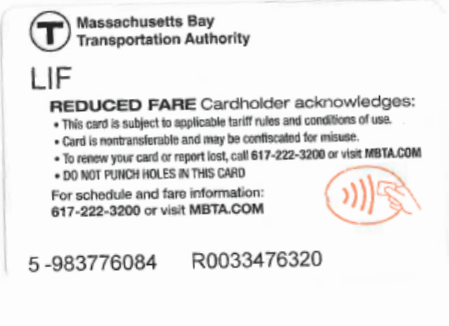 T
Massachusetts Bay
Transportation Authority
LIF
REDUCED FARE Cardholder acknowledges:
• This card is subject to applicable tariff rules and conditions of use.
• Card is nontransferable and may be confiscated for misuse.
• To renew your card or report lost, call 617-222-3200 or visit MBTA.COM
• DO NOT PUNCH HOLES IN THIS CARD
For schedule and fare information:
617-222-3200 or visit MBTA.COM
5 -983776084 R0033476320